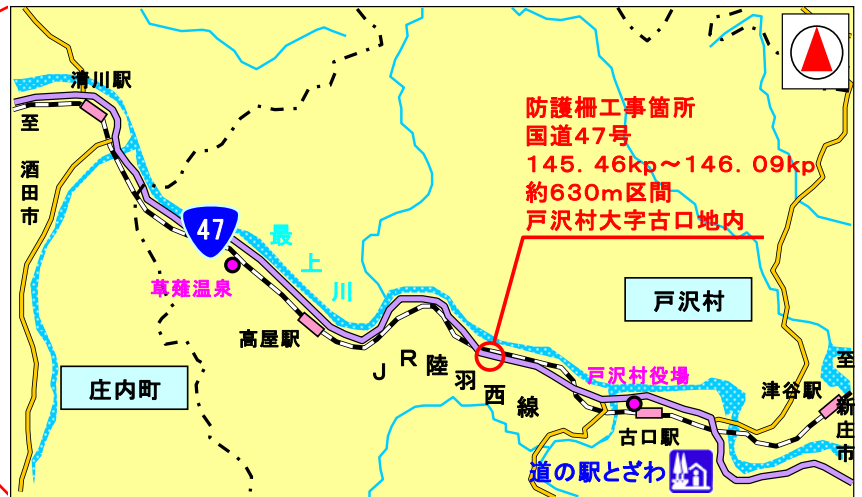 清川駅
至
酒田市
防護柵工事箇所
国道47号
145.46kp～146.09kp
約630m区間
戸沢村大字古口地内
47
最上川
草薙温泉
高屋駅
戸沢村
庄内町
JR陸羽西線
戸沢村役場
津谷駅
至
新庄市
古口駅
道の駅とざわ